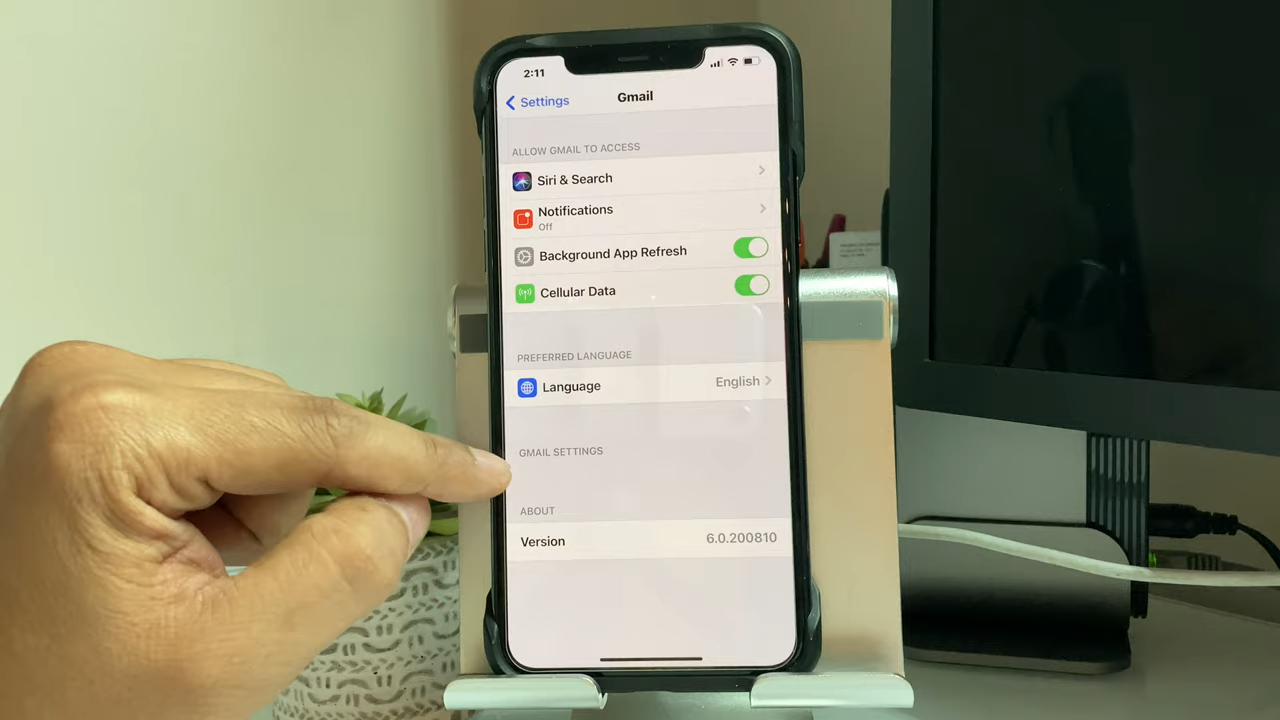 2:11
Settings
Gmail
ALLOW GMAIL TO ACCESS
Siri & Search
Notifications
Off
Background App Refresh
Cellular Data
PREFERRED LANGUAGE
Language English
GMAIL SETTINGS
ABOUT
Version 6.0.200810